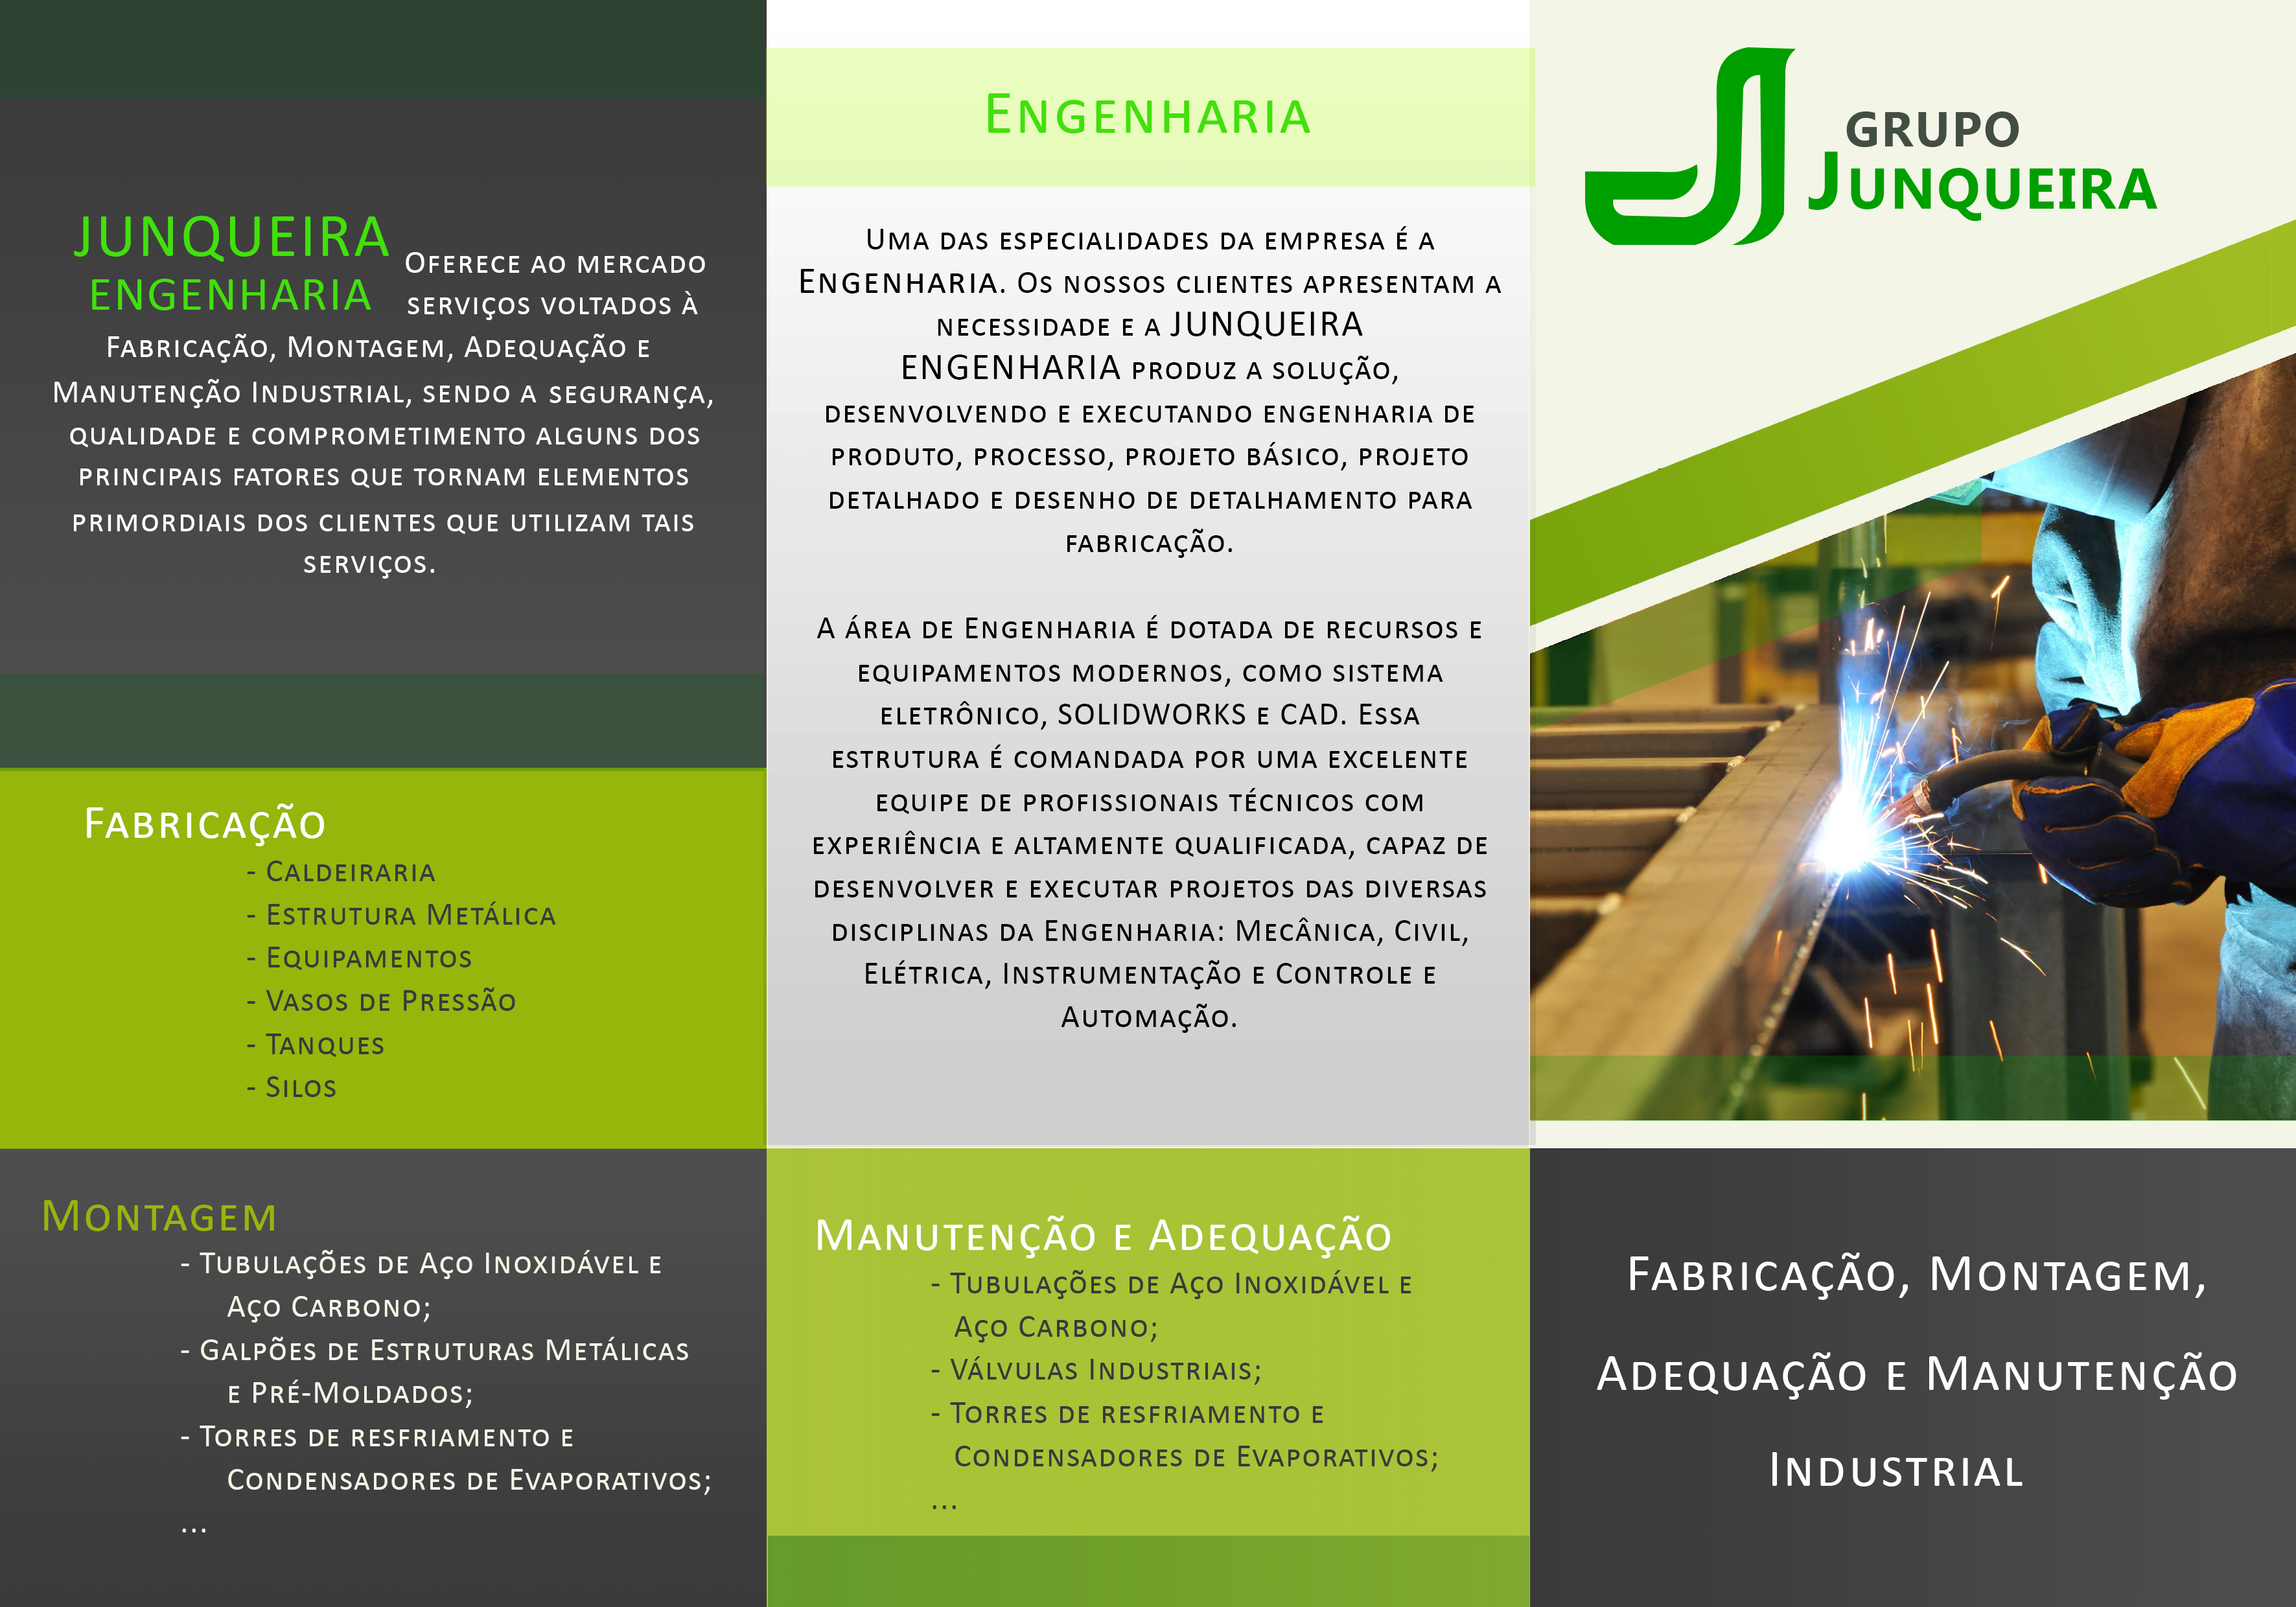 JUNQUEIRA
ENGENHARIA
Oferece ao mercado
serviços voltados à
Fabricação, Montagem, Adequação e
Manutenção Industrial, sendo a segurança,
qualidade e comprometimento alguns dos
principais fatores que tornam elementos
primordiais dos clientes que utilizam tais
serviços.
Fabricação
- Caldeiraria
- Estrutura Metálica
- Equipamentos
- Vasos de Pressão
- Tanques
- Silos
Montagem
- Tubulações de Aço Inoxidável e
Aço Carbono;
- Galpões de Estruturas Metálicas
e Pré-Moldados;
- Torres de resfriamento e
Condensadores de Evaporativos;
...
Engenharia
Uma das especialidades da empresa é a
Engenharia. Os nossos clientes apresentam a
necessidade e a JUNQUEIRA
ENGENHARIA produz a solução,
desenvolvendo e executando engenharia de
produto, processo, projeto básico, projeto
detalhado e desenho de detalhamento para
fabricação.
A área de Engenharia é dotada de recursos e
equipamentos modernos, como sistema
eletrônico, SOLIDWORKS e CAD. Essa
estrutura é comandada por uma excelente
equipe de profissionais técnicos com
experiência e altamente qualificada, capaz de
desenvolver e executar projetos das diversas
disciplinas da Engenharia: Mecânica, Civil,
Elétrica, Instrumentação e Controle e
Automação.
Manutenção e Adequação
- Tubulações de Aço Inoxidável e
Aço Carbono;
- Válvulas Industriais;
- Torres de resfriamento e
Condensadores de Evaporativos;
...
GRUPO
JUNQUEIRA
Fabricação, Montagem,
Adequação e Manutenção
Industrial